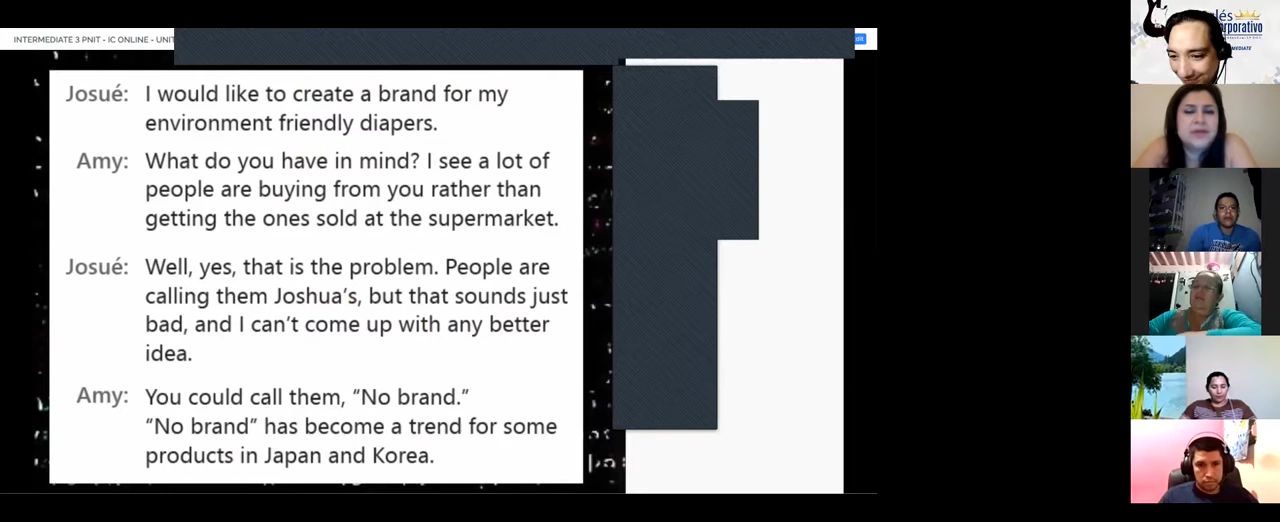 INTERMEDIATE 3 PNIT - IC ONLINE - UNIT
Josué: I would like to create a brand for my
environment friendly diapers.
Amy: What do you have in mind? I see a lot of
people are buying from you rather than
getting the ones sold at the supermarket.
Josué: Well, yes, that is the problem. People are
calling them Joshua’s, but that sounds just
bad, and I can’t come up with any better
idea.
Amy: You could call them, “No brand.”
“No brand” has become a trend for some
products in Japan and Korea.